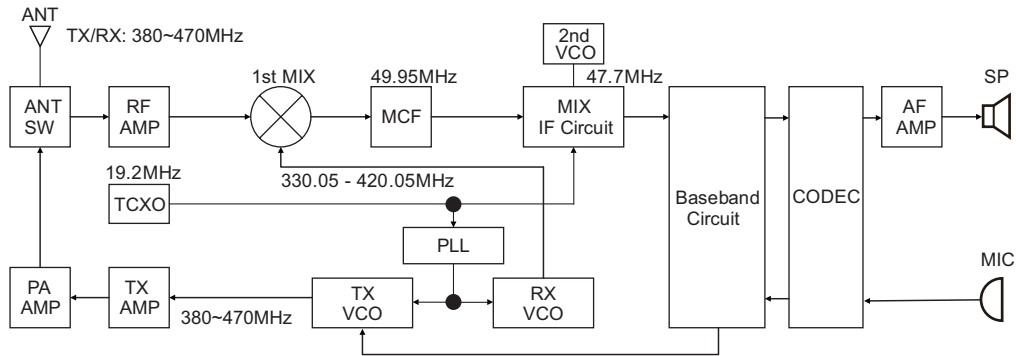 ANT
TX/RX: 380~470MHz
2nd
VCO
1st MIX
49.95MHz
47.7MHz
SP
ANT
SW
RF
AMP
MCF
MIX
IF Circuit
AF
AMP
19.2MHz
330.05 - 420.05MHz
TCXO
Baseband
Circuit
CODEC
PLL
MIC
PA
AMP
TX
AMP
380~470MHz
TX
VCO
RX
VCO